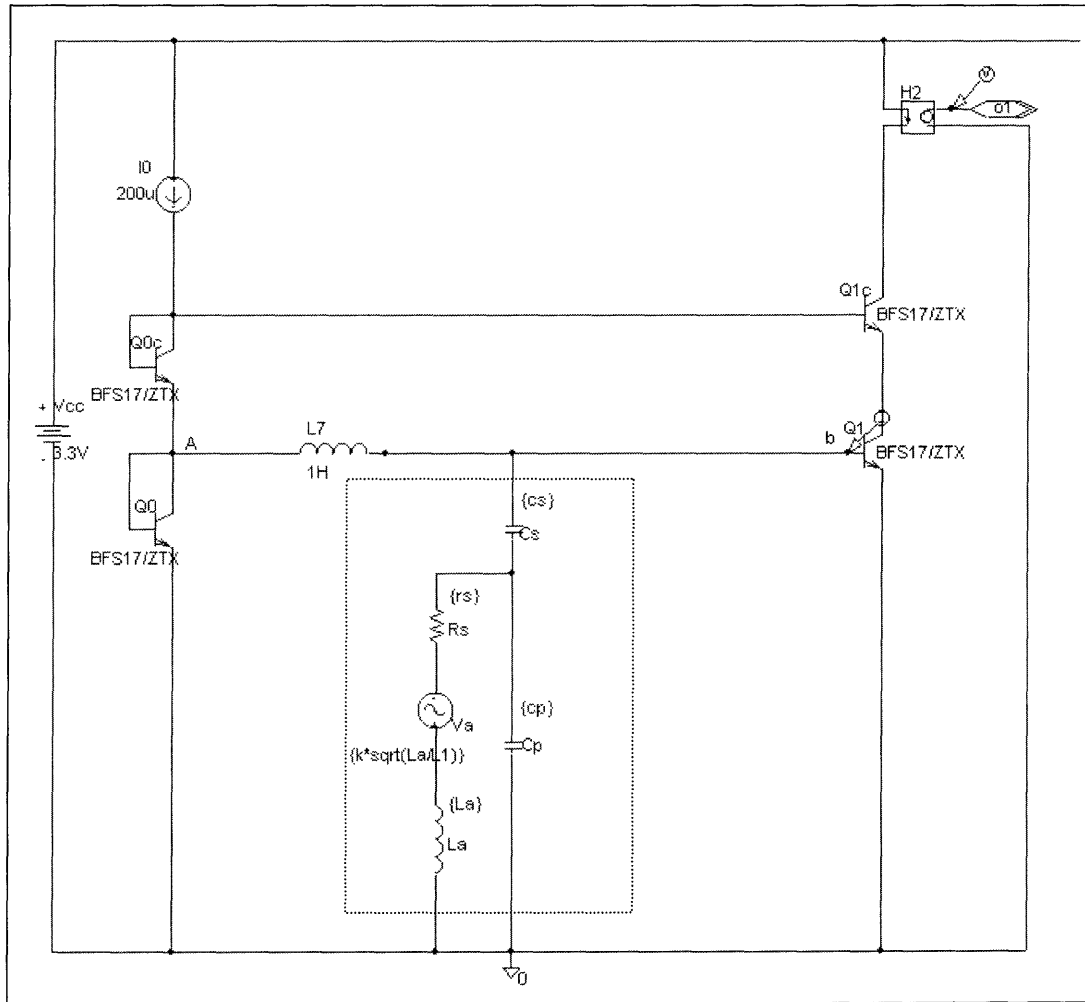 H2
o1
I0
200u
Q1c
BFS17/ZTX
Q0c
BFS17/ZTX
+ Vcc
- 3.3V
A
L7
1H
b
Q1
BFS17/ZTX
Q0
BFS17/ZTX
{cs}
Cs
{rs}
Rs
Va
{k*sqrt(La/L1)}
{cp}
Cp
{La}
La
0